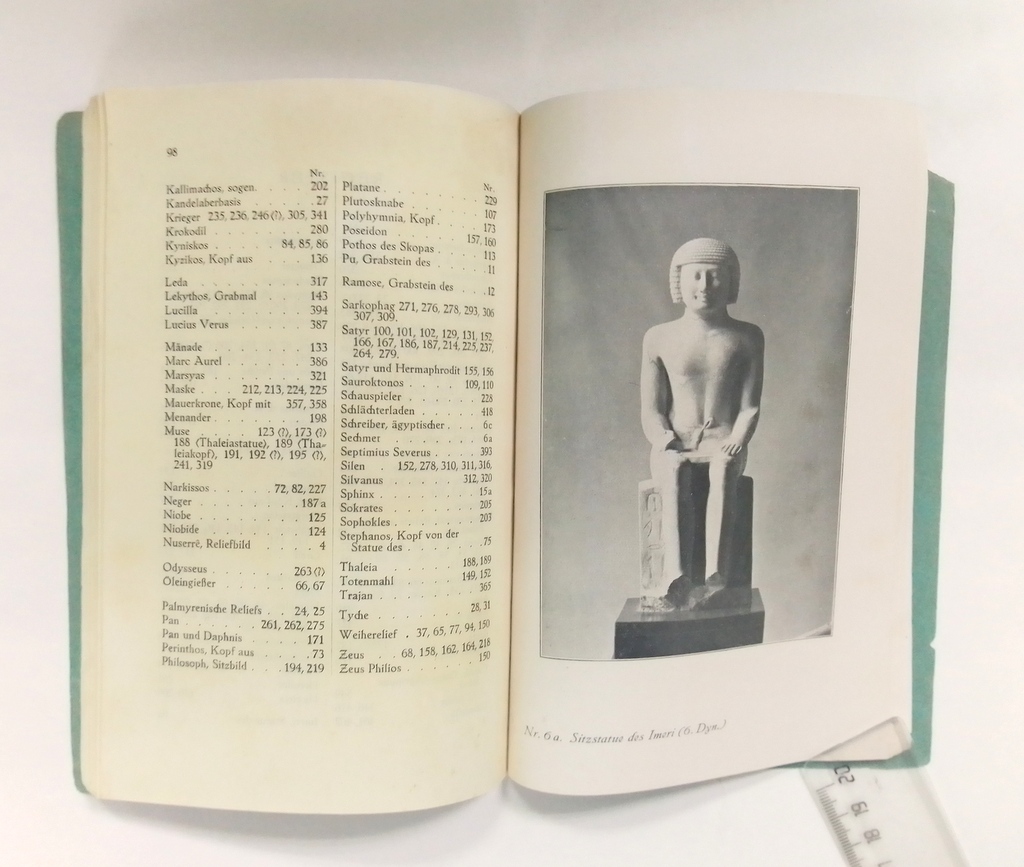 98
Nr.
Kallimachos, sogen. . . . . 202
Kandelaberbasis . . . . . 27
Krieger 235, 236, 246 (?), 305, 341
Krokodil . . . . . . . 280
Kyniskos . . . . . 84, 85, 86
Kyzikos, Kopf aus . . . . 136
Leda . . . . . . . . 317
Lekythos, Grabmal . . . . 143
Lucilla . . . . . . . 394
Lucius Verus . . . . . 387
Mänade . . . . . . . 133
Marc Aurel . . . . . . 386
Marsyas . . . . . . . 321
Maske . . . 212, 213, 224, 225
Mauerkrone, Kopf mit 357, 358
Menander . . . . . . . 198
Muse . . . . 123 (?), 173 (?)
188 (Thaleiastatue), 189 (Tha-
leiakopf), 191, 192 (?), 195 (?),
241, 319
Narkissos . . . . . 72, 82, 227
Neger . . . . . . . 187a
Niobe . . . . . . . 125
Niobide . . . . . . . 124
Nuserrê, Reliefbild . . . . 4
Odysseus . . . . . . 263 (?)
Öleingießer . . . . . 66, 67
Palmyrenische Reliefs . . 24, 25
Pan . . . . . 261, 262, 275
Pan und Daphnis . . . . 171
Perinthos, Kopf aus . . . . 73
Philosoph, Sitzbild . . . 194, 219
Nr.
Platane . . . . . . . 229
Plutosknabe . . . . . . 107
Polyhymnia, Kopf . . . . . 173
Poseidon . . . . . . 157, 160
Pothos des Skopas . . . . 113
Pu, Grabstein des . . . . . 11
Ramose, Grabstein des . . . 12
Sarkophag 271, 276, 278, 293, 306
307, 309.
Satyr 100, 101, 102, 129, 131, 152,
166, 167, 186, 187, 214, 225, 237,
264, 279.
Satyr und Hermaphrodit 155, 156
Sauroktonos . . . . . 109, 110
Schauspieler . . . . . . 228
Schlächterladen . . . . . 418
Schreiber, ägyptischer . . . 6c
Sechmer . . . . . . . 6a
Septimius Severus . . . . . 393
Silen . . 152, 278, 310, 311, 316,
Silvanus . . . . . . 312, 320
Sphinx . . . . . . . 15a
Sokrates . . . . . . . 205
Sophokles . . . . . . . 203
Stephanos, Kopf von der
Statue des . . . . . . . 75
Thaleia . . . . . . 188, 189
Totenmahl . . . . . 149, 152
Trajan . . . . . . . . 365
Tyche . . . . . . . 28, 31
Weiherelief . 37, 65, 77, 94, 150
Zeus . . 68, 158, 162, 164, 218
Zeus Philios . . . . . . . 150
Nr. 6a. Sitzstatue des Imeri (6. Dyn.)
20
19
18